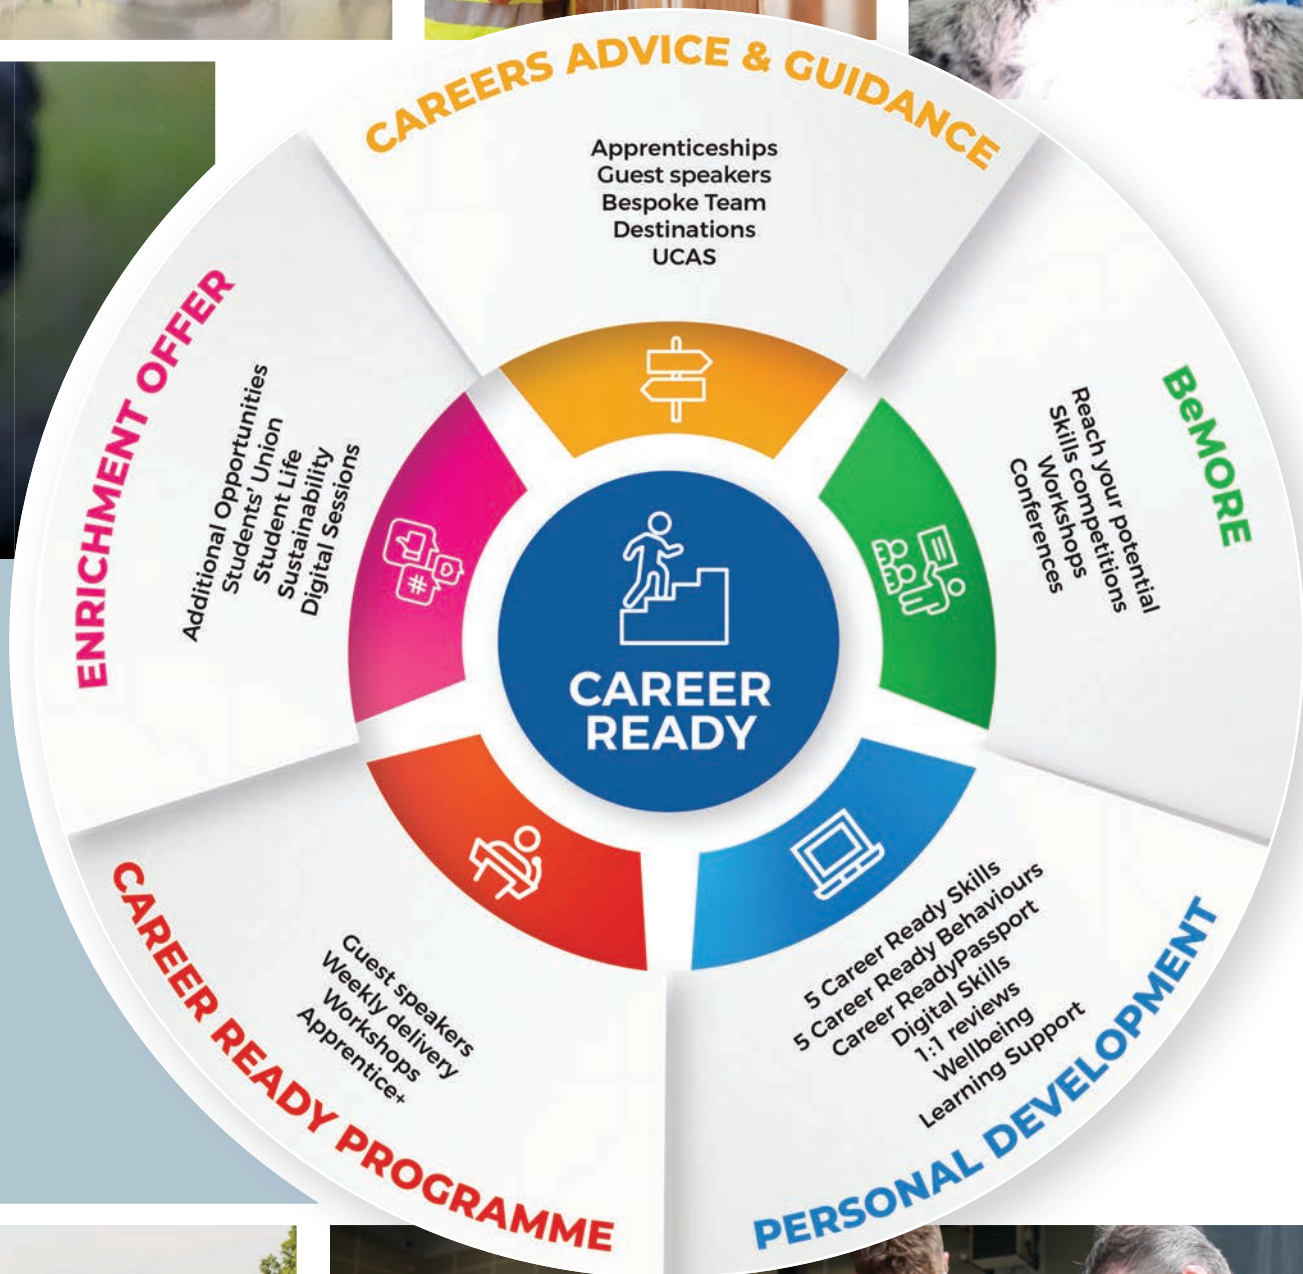 CAREERS ADVICE & GUIDANCE
Apprenticeships
Guest speakers
Bespoke Team
Destinations
UCAS
BeMORE
Reach your potential
Skills competitions
Workshops
Conferences
PERSONAL DEVELOPMENT
5 Career Ready Skills
5 Career Ready Behaviours
Career ReadyPassport
Digital Skills
1:1 reviews
Wellbeing
Learning Support
CAREER READY PROGRAMME
Guest speakers
Weekly delivery
Workshops
Apprentice+
ENRICHMENT OFFER
Additional Opportunities
Students' Union
Student Life
Sustainability
Digital Sessions
#
CAREER
READY